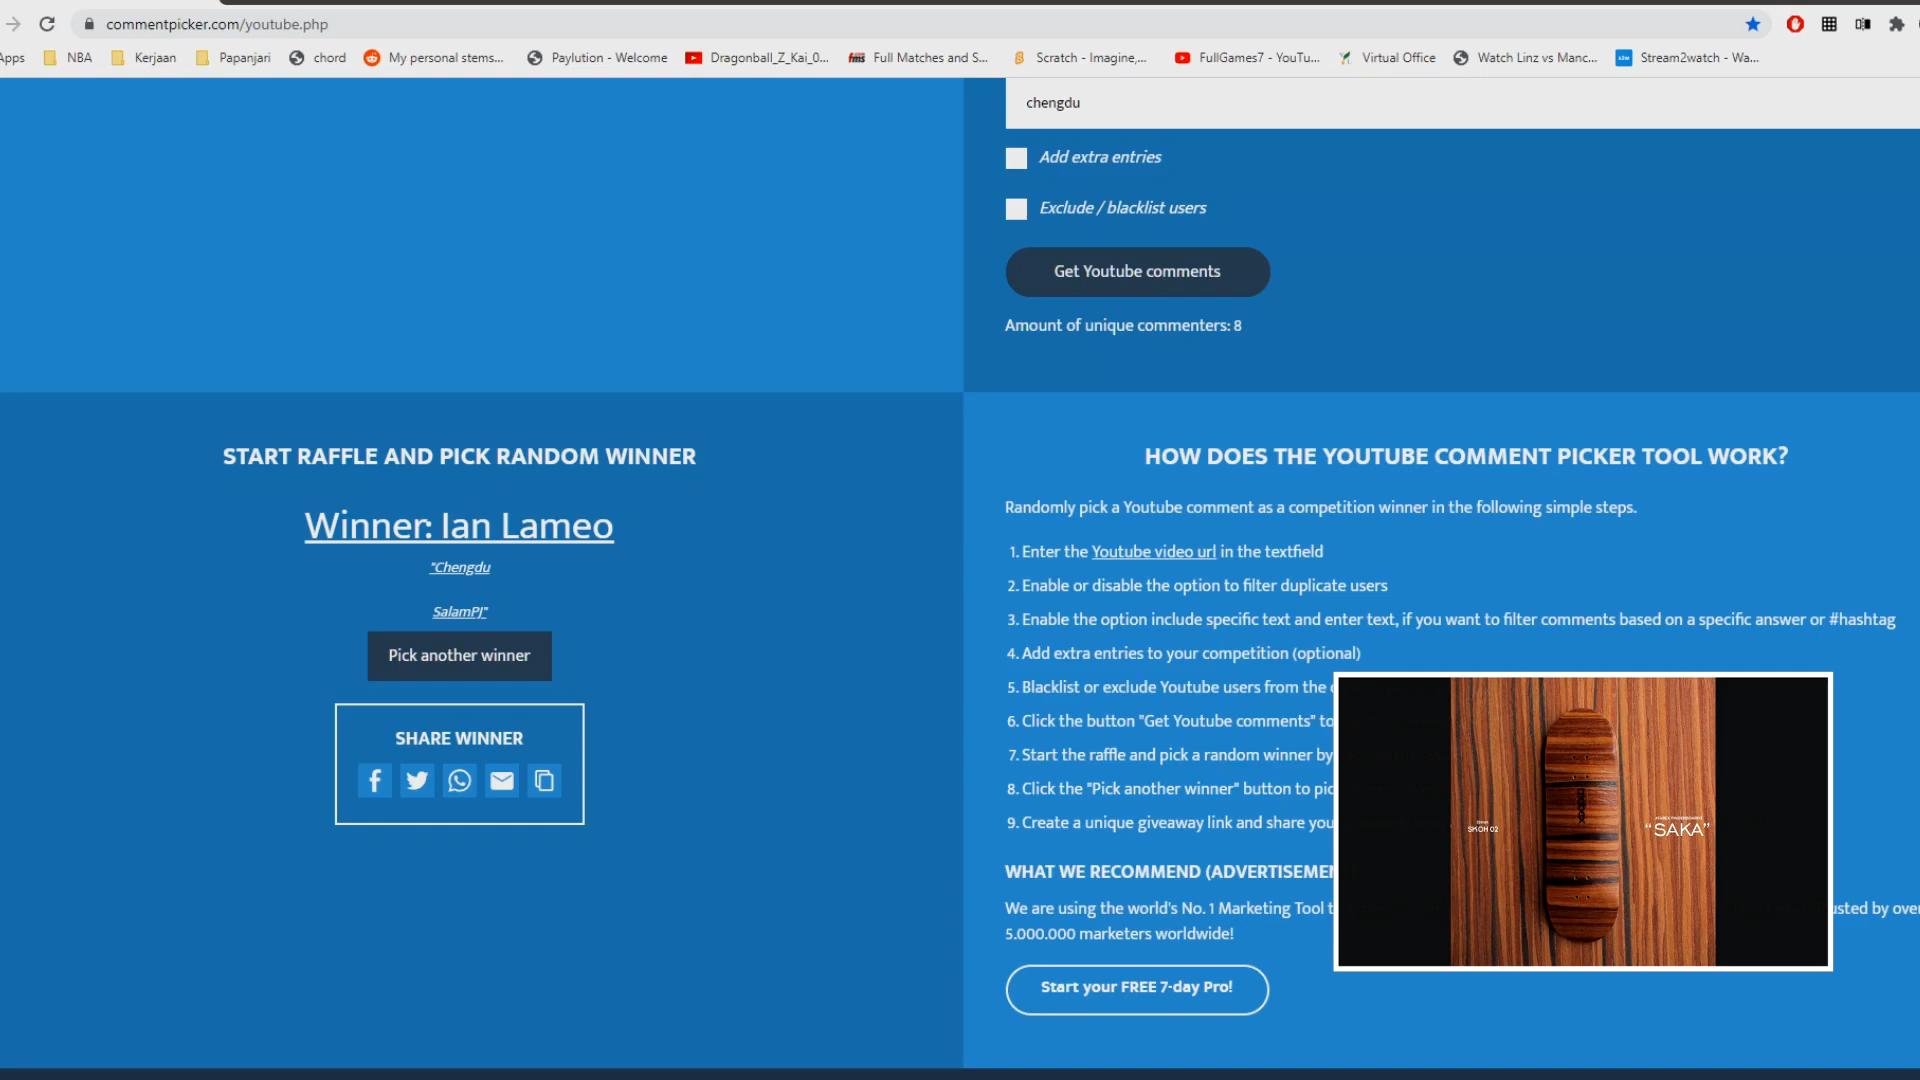 commentpicker.com/youtube.php
Apps
NBA
Kerjaan
Papanjari
chord
My personal stems...
Paylution - Welcome
Dragonball_Z_Kai_0...
Full Matches and S...
Scratch - Imagine,...
FullGames7 - YouTu...
Virtual Office
Watch Linz vs Manc...
Stream2watch - Wa...
chengdu
Add extra entries
Exclude / blacklist users
Get Youtube comments
Amount of unique commenters: 8
START RAFFLE AND PICK RANDOM WINNER
Winner: Ian Lameo
"Chengdu
SalamPJ"
Pick another winner
SHARE WINNER
HOW DOES THE YOUTUBE COMMENT PICKER TOOL WORK?
Randomly pick a Youtube comment as a competition winner in the following simple steps.
1. Enter the Youtube video url in the textfield
2. Enable or disable the option to filter duplicate users
3. Enable the option include specific text and enter text, if you want to filter comments based on a specific answer or #hashtag
4. Add extra entries to your competition (optional)
5. Blacklist or exclude Youtube users from the
6. Click the button "Get Youtube comments" to
7. Start the raffle and pick a random winner by
8. Click the "Pick another winner" button to pic
9. Create a unique giveaway link and share you
WHAT WE RECOMMEND (ADVERTISEMEN
We are using the world's No. 1 Marketing Tool t
usted by over
5.000.000 marketers worldwide!
Start your FREE 7-day Pro!
SKOH 02
"SAKA"